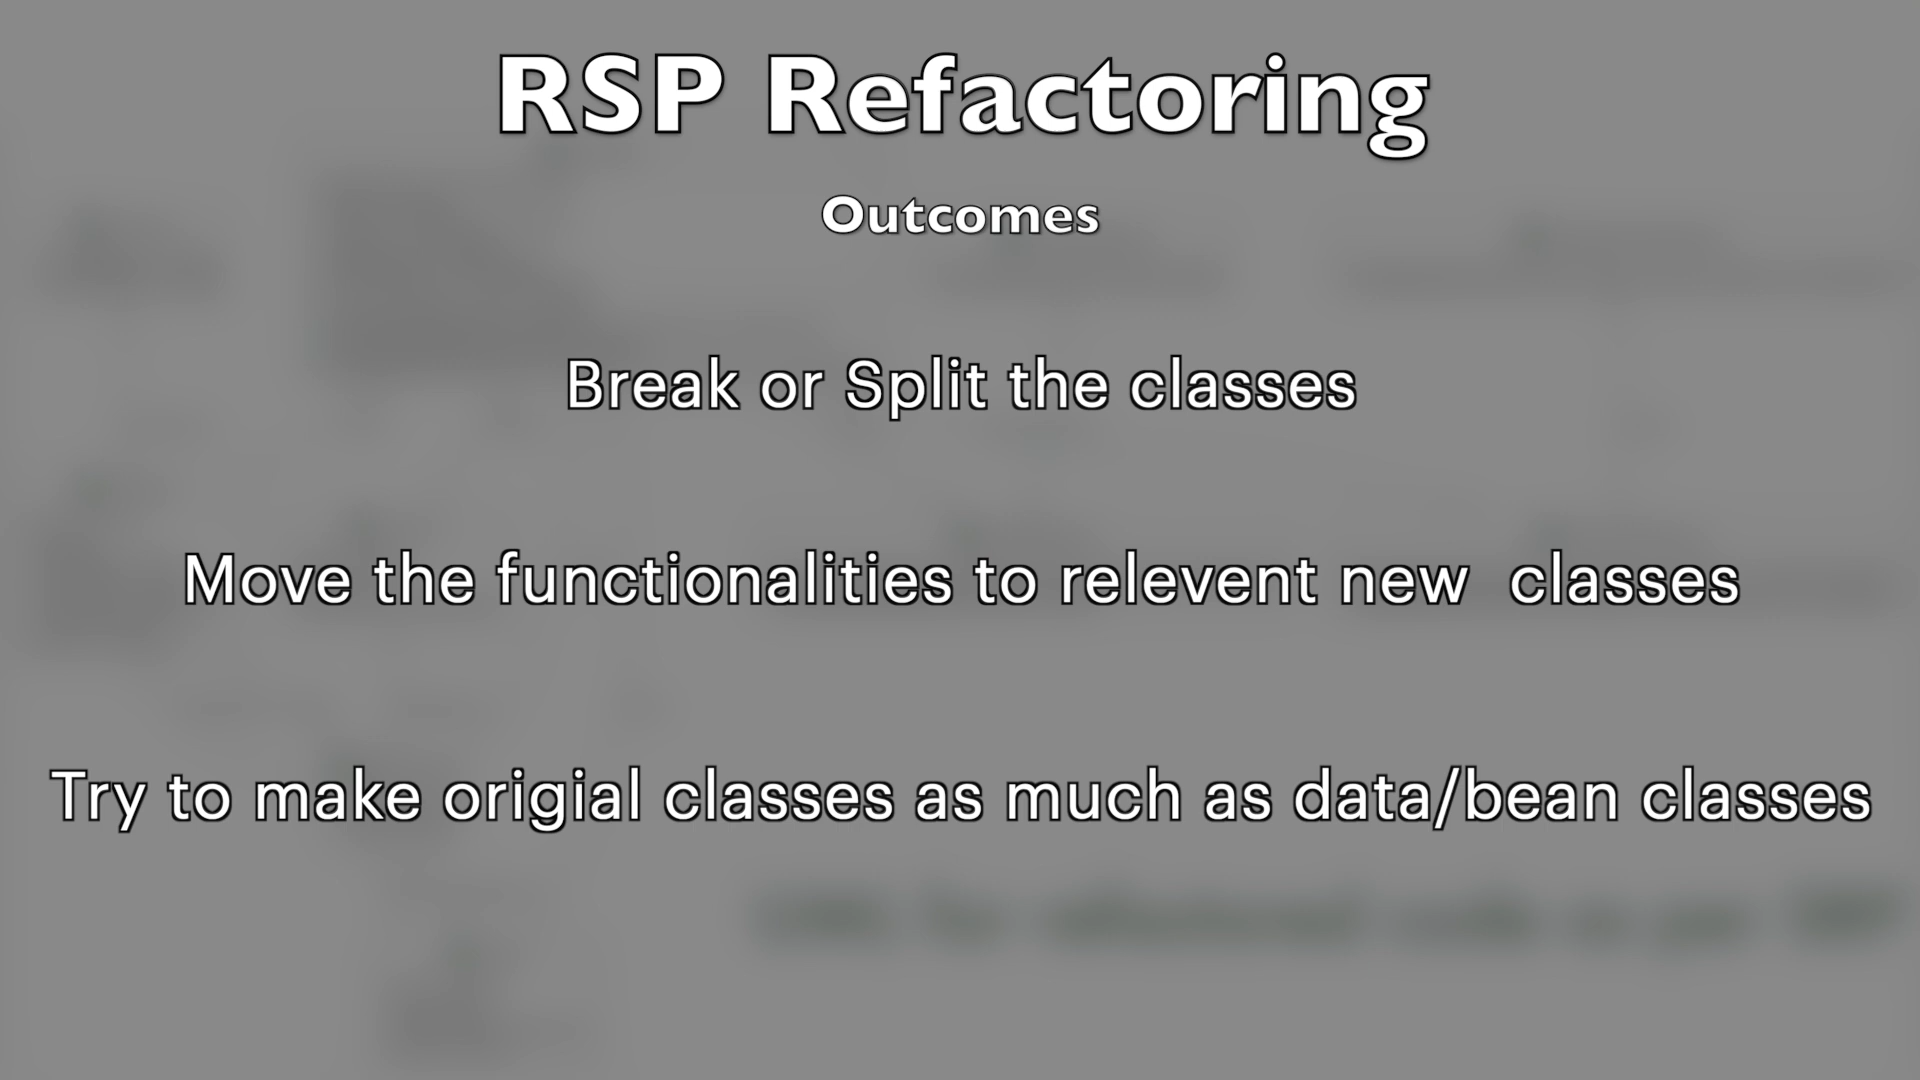 RSP Refactoring
Outcomes
Break or Split the classes
Move the functionalities to relevent new  classes
Try to make origial classes as much as data/bean classes